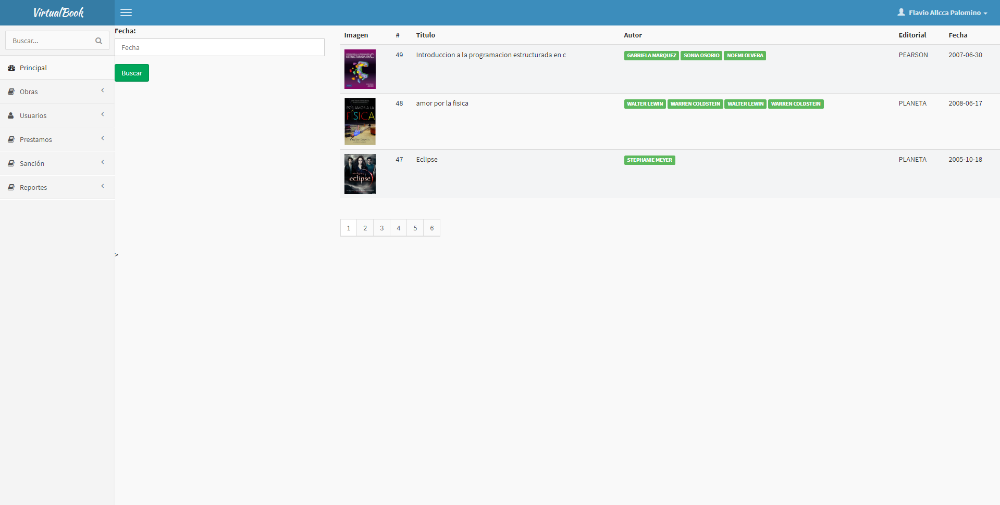 VirtualBook
Flavio Allcca Palomino
Buscar...
Principal
Obras
Usuarios
Prestamos
Sanción
Reportes
Fecha:
Fecha
Buscar
Imagen # Titulo Autor Editorial Fecha
ESTRUCTURADA EN C
49 Introduccion a la programacion estructurada en c GABRIELA MARQUEZ SONIA OSORIO NOEMI OLVERA PEARSON 2007-06-30
POR AMOR A LA
FÍSICA
Walter Lewin
48 amor por la fisica WALTER LEWIN WARREN COLDSTEIN WALTER LEWIN WARREN COLDSTEIN PLANETA 2008-06-17
eclipse
47 Eclipse STEPHANIE MEYER PLANETA 2005-10-18
1 2 3 4 5 6
>